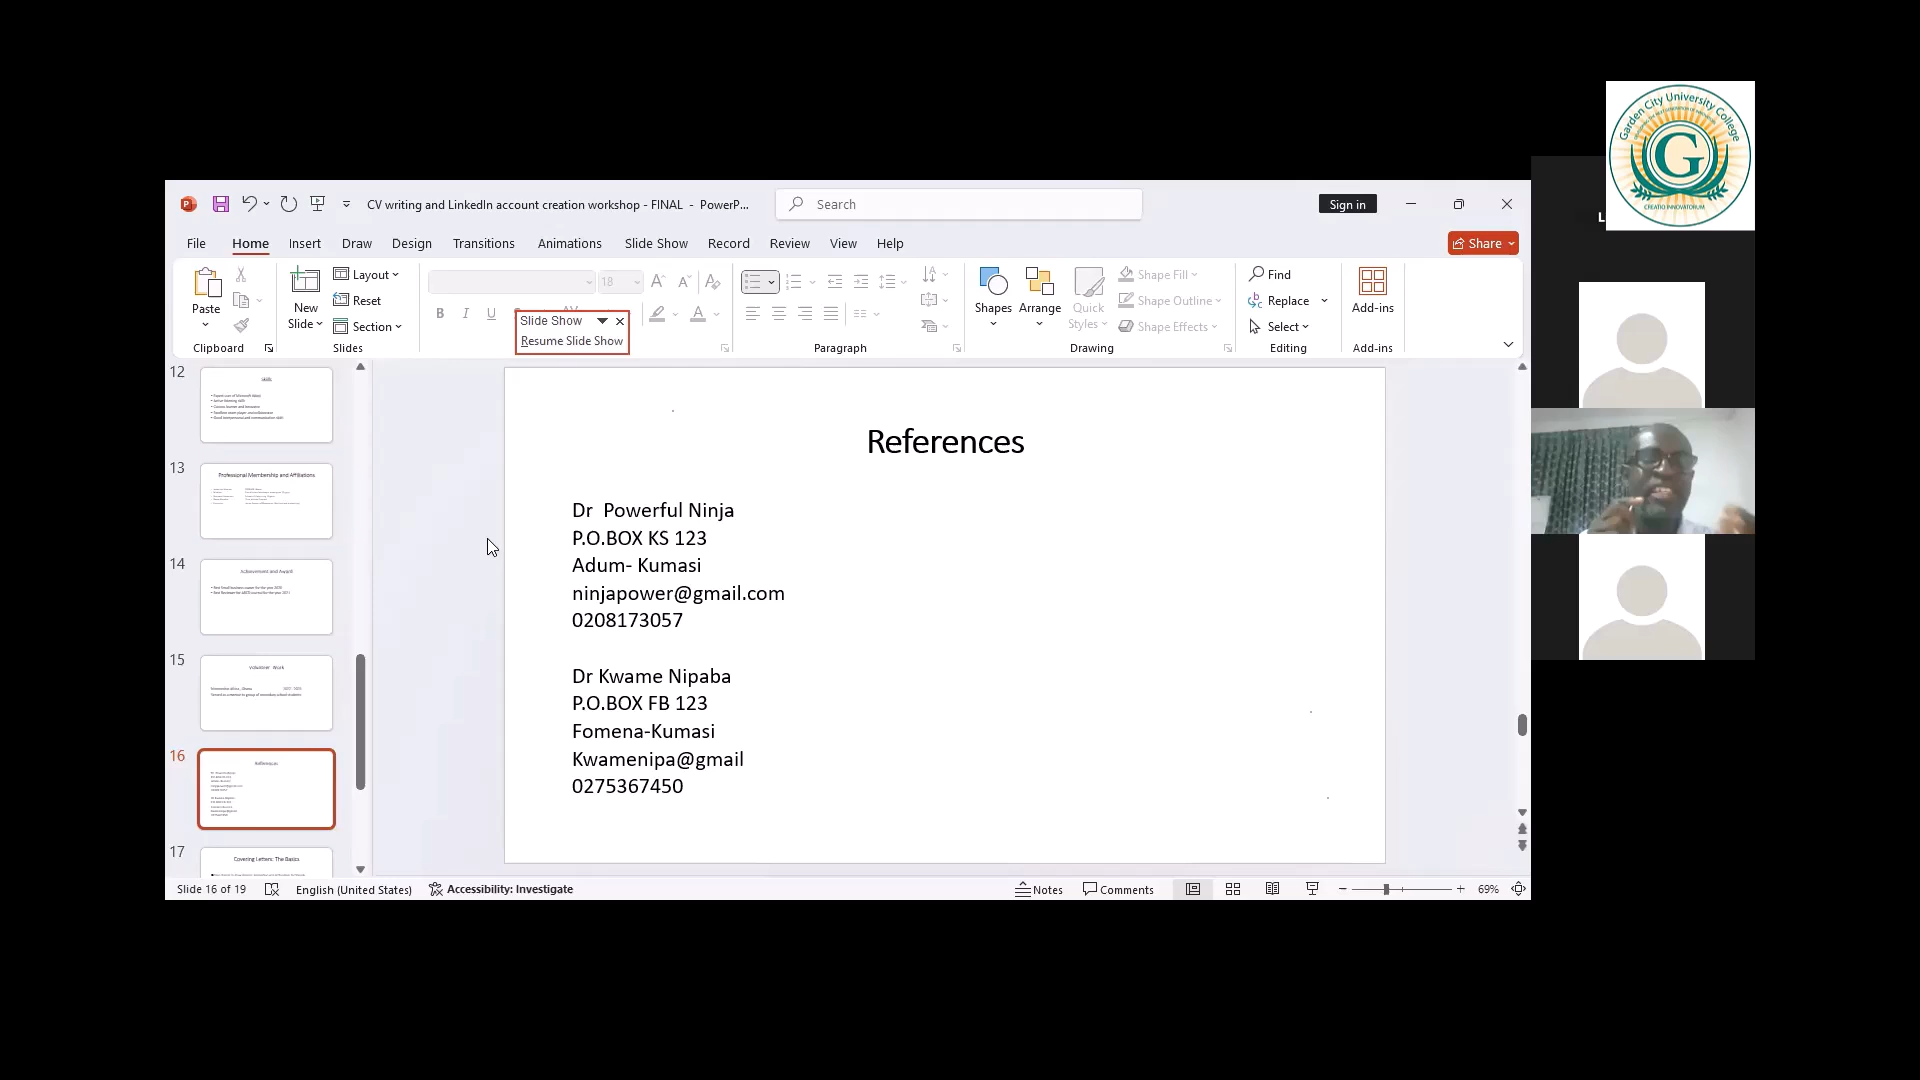 CV writing and LinkedIn account creation workshop - FINAL - PowerP...
Search
Sign in
File Home Insert Draw Design Transitions Animations Slide Show Record Review View Help
Share
Paste
Clipboard
New Slide
Layout
Reset
Section
Slides
18
B I U
Slide Show
Resume Slide Show
Paragraph
Shapes
Arrange
Quick Styles
Shape Fill
Shape Outline
Shape Effects
Drawing
Find
Replace
Select
Editing
Add-ins
Add-ins
12
Skills
13
Professional Membership and Affiliations
14
Achievement and Award
15
Volunteer Work
16
References
17
Covering Letters: The Basics
References
Dr Powerful Ninja
P.O.BOX KS 123
Adum- Kumasi
ninjapower@gmail.com
0208173057
Dr Kwame Nipaba
P.O.BOX FB 123
Fomena-Kumasi
Kwamenipa@gmail
0275367450
Slide 16 of 19
English (United States)
Accessibility: Investigate
Notes
Comments
69%
Garden City University College
G
CREATIO INNOVATORUM
L